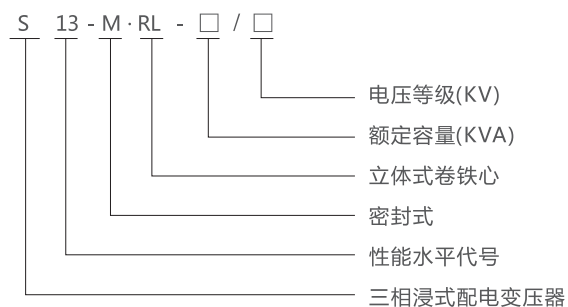 S 13 - M · RL - □ / □
电压等级(KV)
额定容量(KVA)
立体式卷铁心
密封式
性能水平代号
三相浸式配电变压器